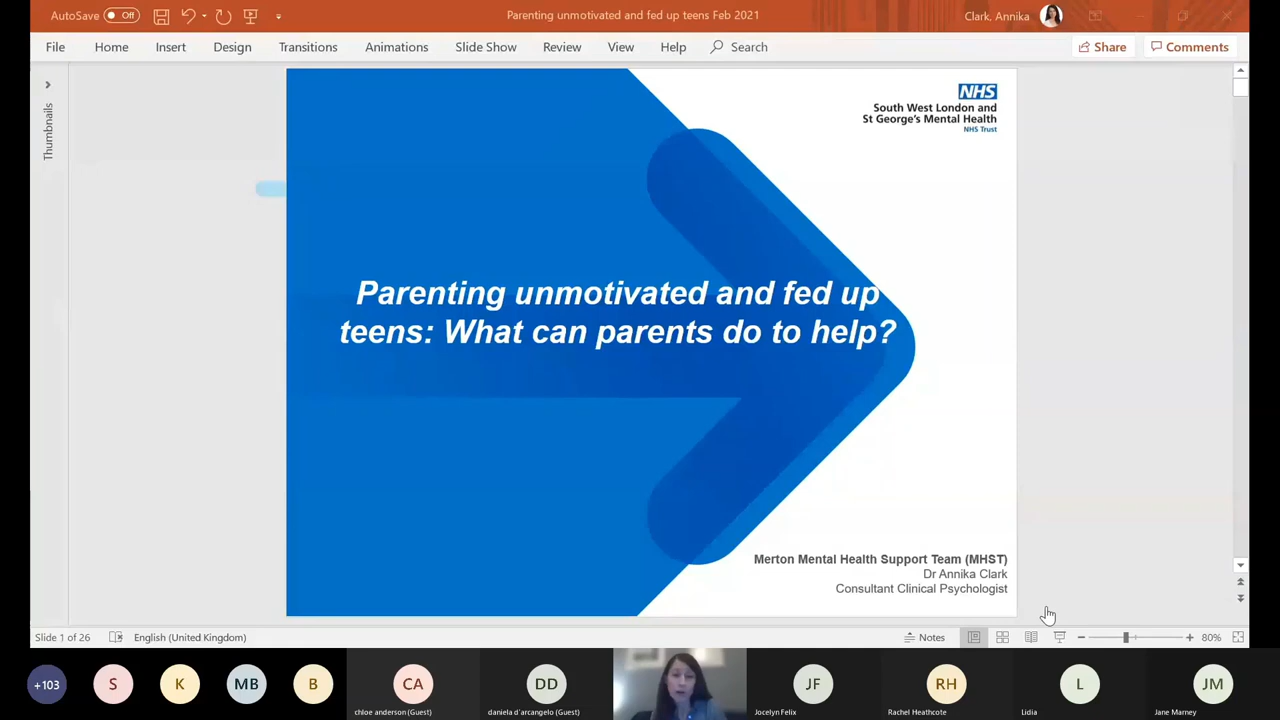 AutoSave Off
Parenting unmotivated and fed up teens Feb 2021
Clark, Annika
File Home Insert Design Transitions Animations Slide Show Review View Help Search Share Comments
Thumbnails
NHS
South West London and
St George's Mental Health
NHS Trust
Parenting unmotivated and fed up
teens: What can parents do to help?
Merton Mental Health Support Team (MHST)
Dr Annika Clark
Consultant Clinical Psychologist
Slide 1 of 26 English (United Kingdom) Notes 80%
+103 S K MB B CA DD JF RH L JM
chloe anderson (Guest) daniela d'arcangelo (Guest) Jocelyn Felix Rachel Heathcote Lidia Jane Marney